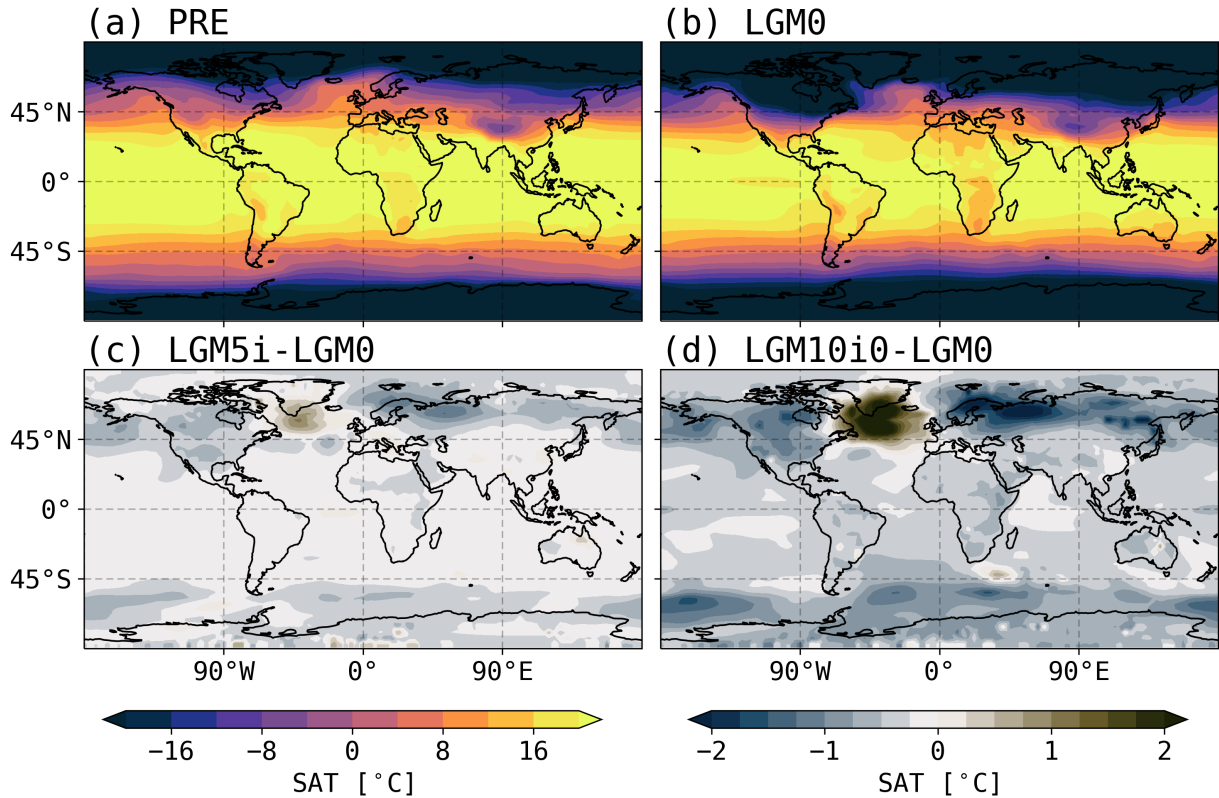 (a) PRE
(b) LGM0
45°N
0°
45°S
(c) LGM5i-LGM0
(d) LGM10i0-LGM0
45°N
0°
45°S
90°W 0° 90°E
90°W 0° 90°E
−16 −8 0 8 16
SAT [°C]
−2 −1 0 1 2
SAT [°C]